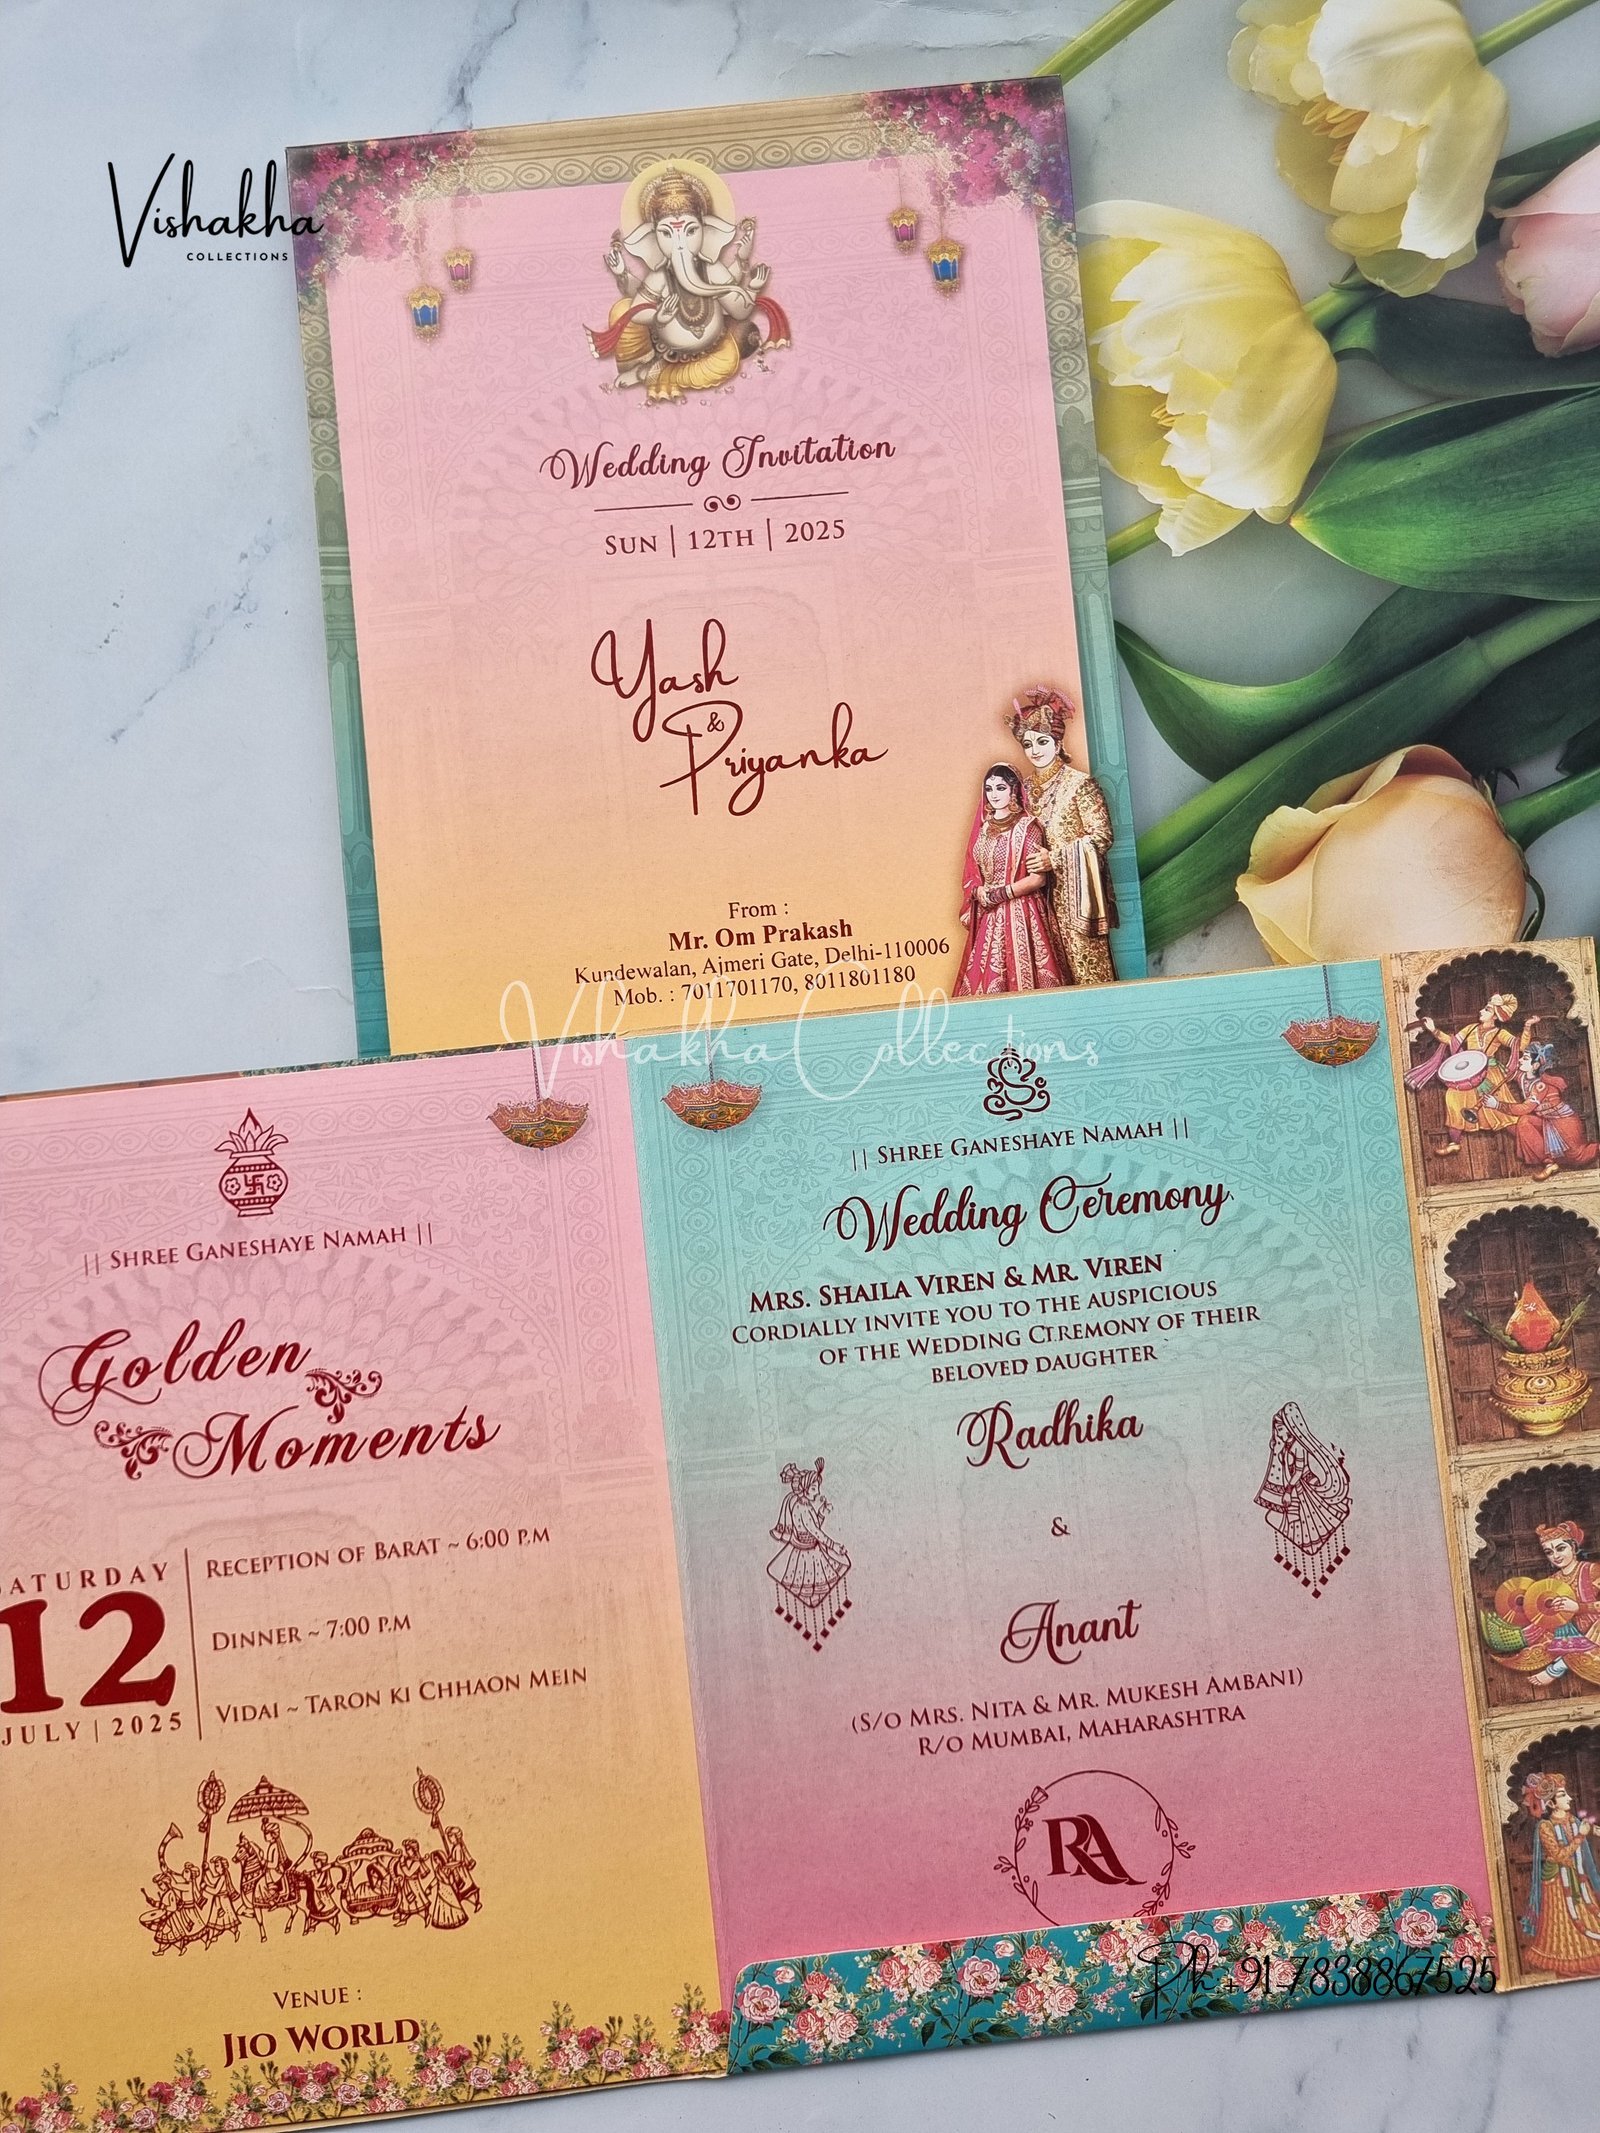 Vishakha
COLLECTIONS
Wedding Invitation
SUN | 12TH | 2025
Yash
&
Priyanka
From :
Mr. Om Prakash
Kundewalan, Ajmeri Gate, Delhi-110006
Mob. : 7011701170, 8011801180
Vishakha Collections
|| SHREE GANESHAYE NAMAH ||
Golden
Moments
SATURDAY
12
JULY | 2025
RECEPTION OF BARAT ~ 6:00 P.M
DINNER ~ 7:00 P.M
VIDAI ~ TARON KI CHHAON MEIN
VENUE :
JIO WORLD
|| SHREE GANESHAYE NAMAH ||
Wedding Ceremony
MRS. SHAILA VIREN & MR. VIREN
CORDIALLY INVITE YOU TO THE AUSPICIOUS
OF THE WEDDING CEREMONY OF THEIR
BELOVED DAUGHTER
Radhika
&
Anant
(S/O MRS. NITA & MR. MUKESH AMBANI)
R/O MUMBAI, MAHARASHTRA
RA
Ph +91-7838867525